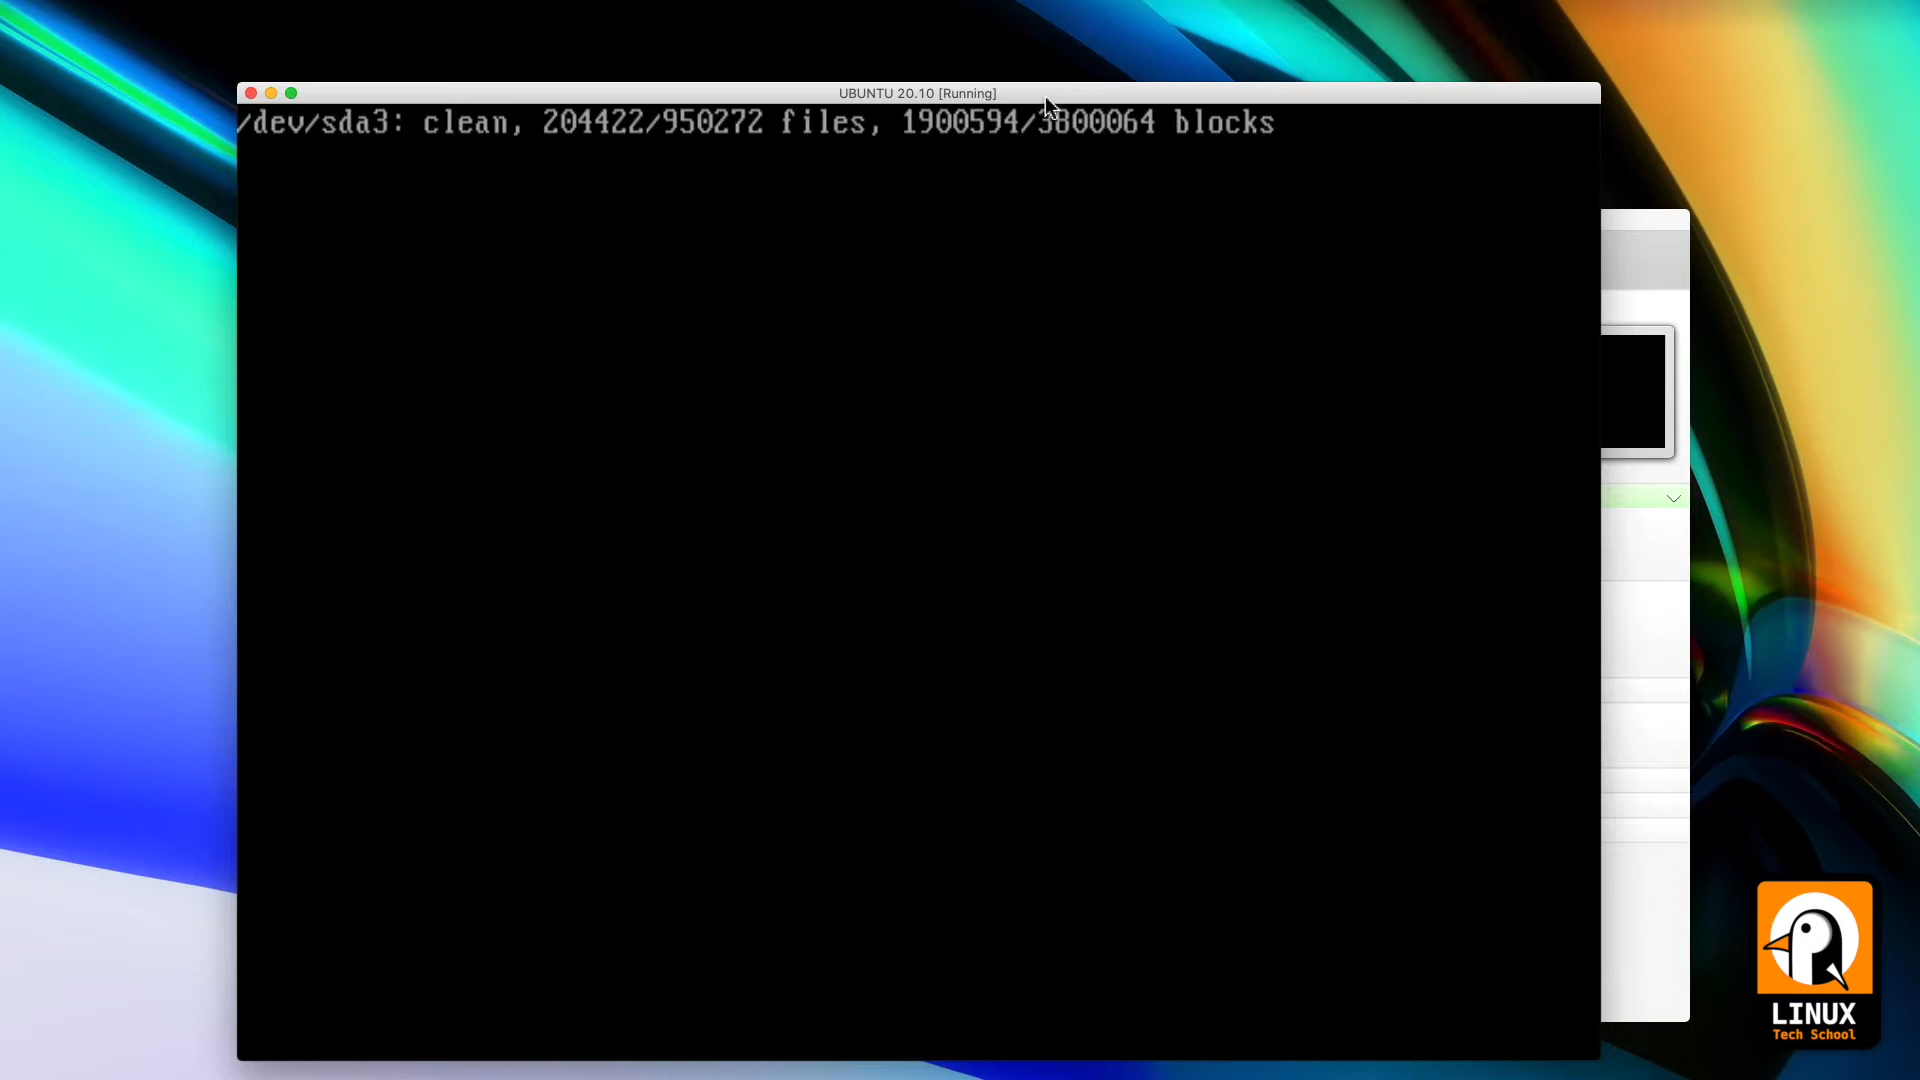 UBUNTU 20.10 [Running]
/dev/sda3: clean, 204422/950272 files, 1900594/3800064 blocks
LINUX
Tech School